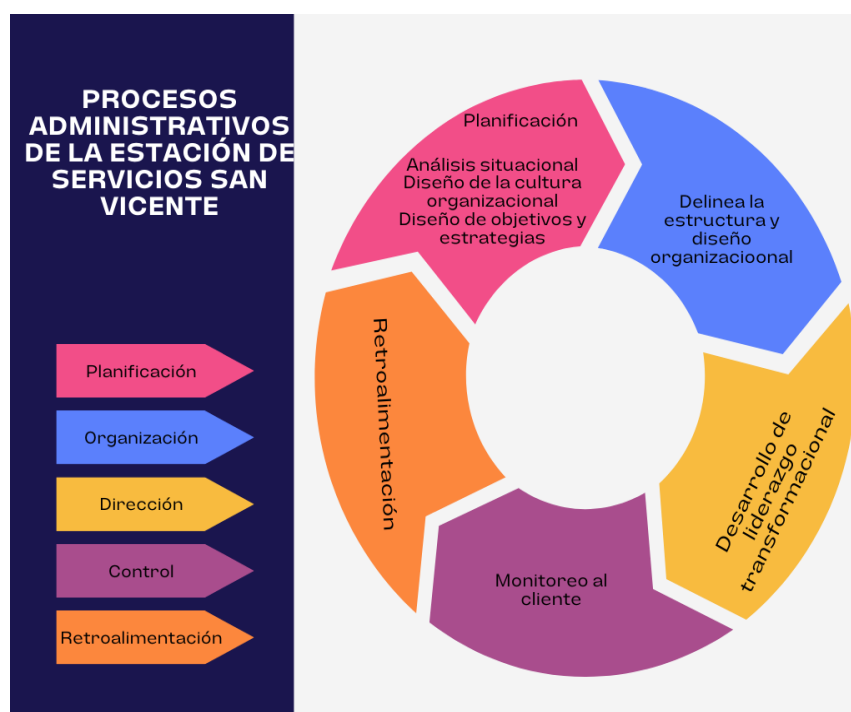 PROCESOS
ADMINISTRATIVOS
DE LA ESTACIÓN DE
SERVICIOS SAN
VICENTE
Planificación
Organización
Dirección
Control
Retroalimentación
Planificación
Análisis situacional
Diseño de la cultura
organizacional
Diseño de objetivos y
estrategias
Delinea la
estructura y
diseño
organizacioonal
Desarrollo de
liderazgo
transformacional
Monitoreo al
cliente
Retroalimentación